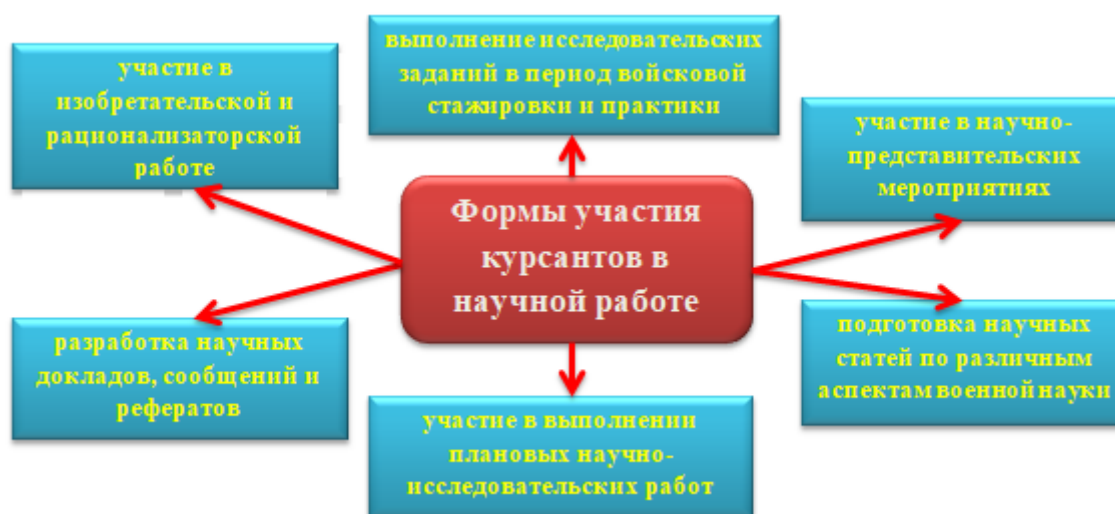 выполнение исследовательских
заданий в период войсковой
стажировки и практики
участие в
изобретательской и
рационализаторской
работе
участие в научно-
представительских
мероприятиях
Формы участия
курсантов в
научной работе
разработка научных
докладов, сообщений и
рефератов
подготовка научных
статей по различным
аспектам военной науки
участие в выполнении
плановых научно-
исследовательских работ